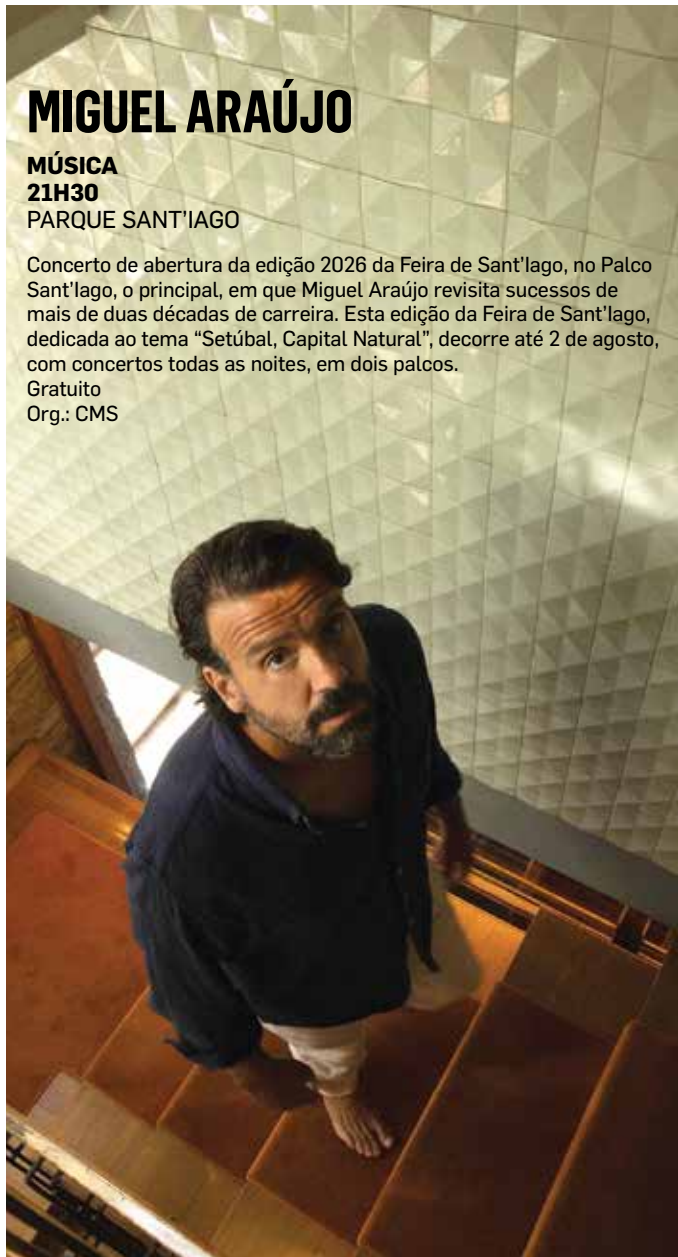 MIGUEL ARAÚJO
MÚSICA
21H30
PARQUE SANT'IAGO
Concerto de abertura da edição 2026 da Feira de Sant'Iago, no Palco
Sant'Iago, o principal, em que Miguel Araújo revisita sucessos de
mais de duas décadas de carreira. Esta edição da Feira de Sant'Iago,
dedicada ao tema “Setúbal, Capital Natural”, decorre até 2 de agosto,
com concertos todas as noites, em dois palcos.
Gratuito
Org.: CMS